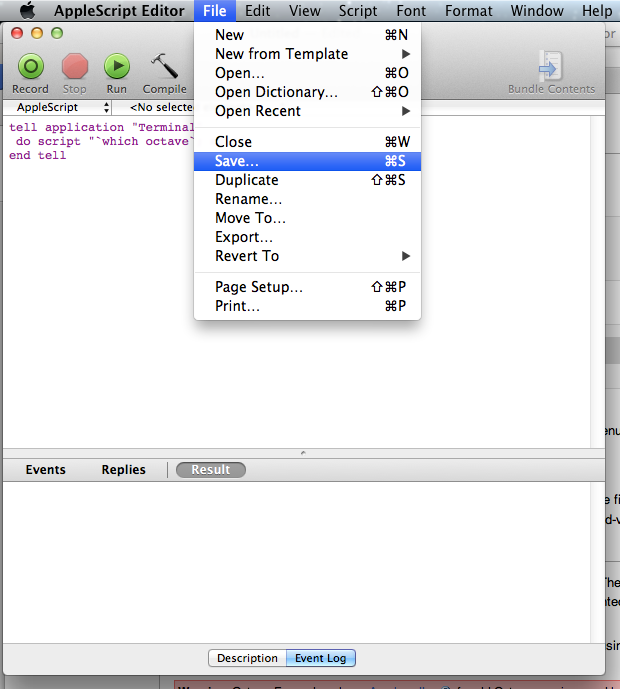 AppleScript Editor File Edit View Script Font Format Window Help
New ⌘N
New from Template
Open... ⌘O
Open Dictionary... ⇧⌘O
Open Recent
Close ⌘W
Save... ⌘S
Duplicate ⇧⌘S
Rename...
Move To...
Export...
Revert To
Page Setup... ⇧⌘P
Print... ⌘P
Record Stop Run Compile Bundle Contents
AppleScript <No selecte
tell application "Terminal
do script "`which octave`
end tell
Events Replies Result
Description Event Log